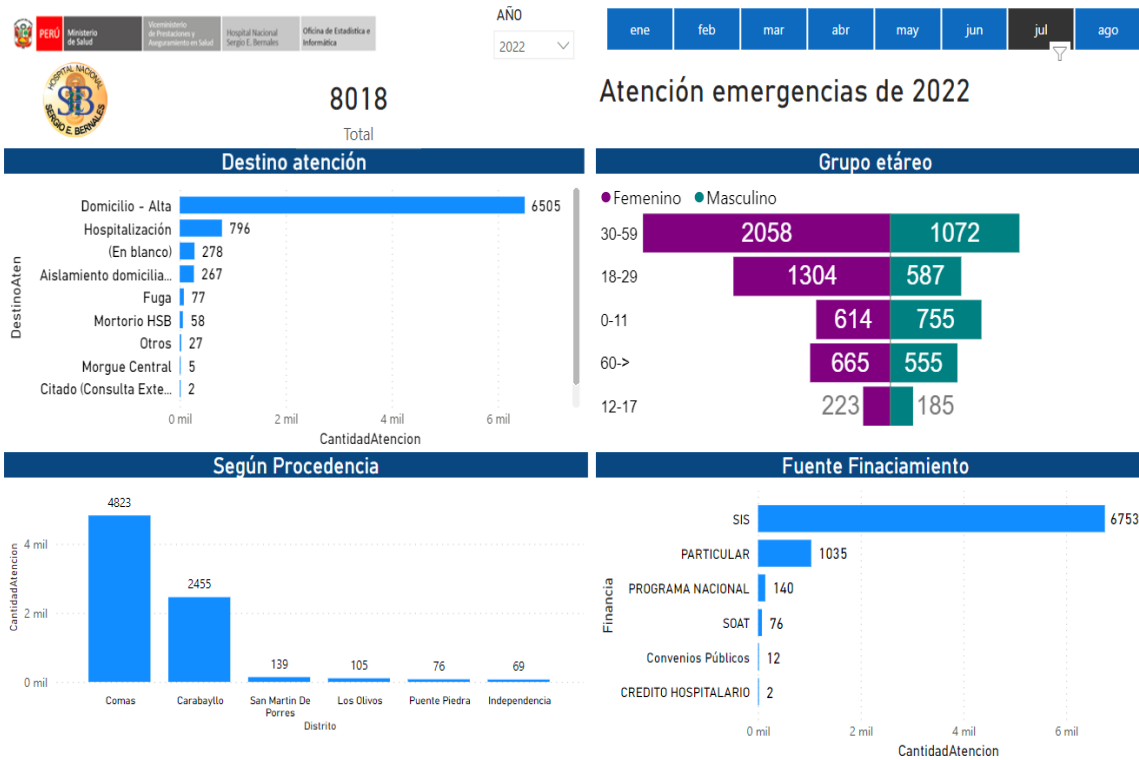 PERÚ
Ministerio
de Salud
Viceministerio
de Prestaciones y
Aseguramiento en Salud
Hospital Nacional
Sergio E. Bernales
Oficina de Estadística e
Informática
AÑO
2022
ene feb mar abr may jun jul ago
HOSPITAL NACIONAL
SB
SERGIO E. BERNALES
8018
Total
Atención emergencias de 2022
Destino atención
DestinoAten
Domicilio - Alta 6505
Hospitalización 796
(En blanco) 278
Aislamiento domicilia... 267
Fuga 77
Mortorio HSB 58
Otros 27
Morgue Central 5
Citado (Consulta Exte... 2
0 mil 2 mil 4 mil 6 mil
CantidadAtencion
Grupo etáreo
Femenino Masculino
30-59 2058 1072
18-29 1304 587
0-11 614 755
60-> 665 555
12-17 223 185
Según Procedencia
CantidadAtencion
4 mil
2 mil
0 mil
4823 2455 139 105 76 69
Comas Carabayllo San Martin De Los Olivos Puente Piedra Independencia
Porres
Distrito
Fuente Finaciamiento
Financia
SIS 6753
PARTICULAR 1035
PROGRAMA NACIONAL 140
SOAT 76
Convenios Públicos 12
CREDITO HOSPITALARIO 2
0 mil 2 mil 4 mil 6 mil
CantidadAtencion